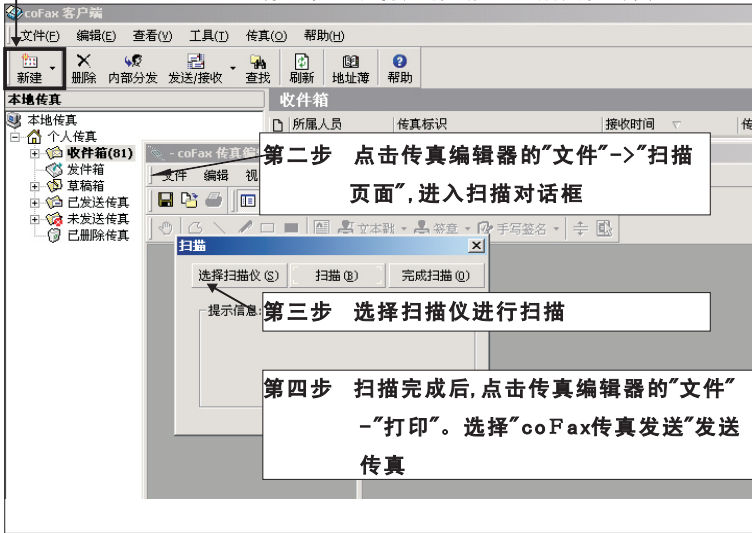 coFax 客户端
文件(F) 编辑(E) 查看(V) 工具(T) 传真(O) 帮助(H)
新建 删除 内部分发 发送/接收 查找 刷新 地址薄 帮助
本地传真
收件箱
所属人员 传真标识 接收时间
本地传真
个人传真
收件箱(81)
发件箱
草稿箱
已发送传真
未发送传真
已删除传真
- coFax 传真编
文件 编辑 视
文本戳 签章 手写签名
第二步 点击传真编辑器的"文件"->"扫描
页面",进入扫描对话框
扫描
选择扫描仪(S) 扫描(B) 完成扫描(O)
提示信息:
第三步 选择扫描仪进行扫描
第四步 扫描完成后,点击传真编辑器的"文件"
-"打印"。选择"coFax传真发送"发送
传真